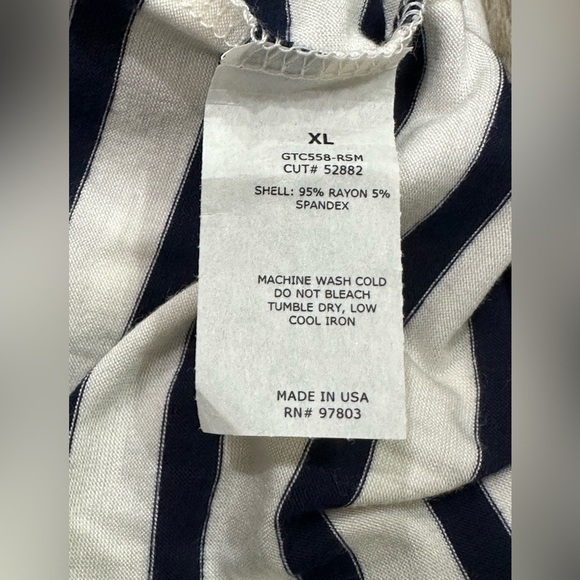 XL
GTC558-RSM
CUT# 52882
SHELL: 95% RAYON 5%
SPANDEX
MACHINE WASH COLD
DO NOT BLEACH
TUMBLE DRY, LOW
COOL IRON
MADE IN USA
RN# 97803